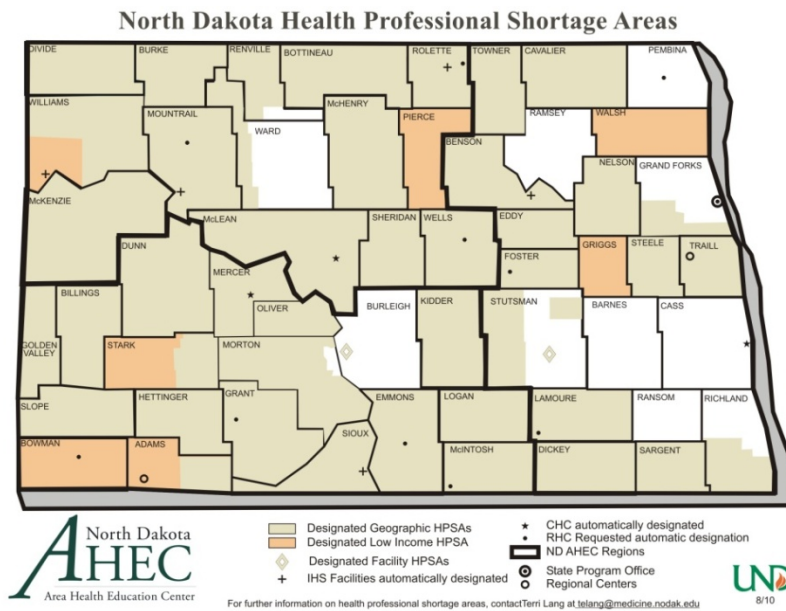 North Dakota Health Professional Shortage Areas
DIVIDE
BURKE
RENVILLE
BOTTINEAU
ROLETTE
TOWNER
CAVALIER
PEMBINA
WILLIAMS
MOUNTRAIL
WARD
McHENRY
PIERCE
BENSON
RAMSEY
WALSH
NELSON
GRAND FORKS
McKENZIE
McLEAN
SHERIDAN
WELLS
EDDY
DUNN
MERCER
FOSTER
GRIGGS
STEELE
TRAILL
BILLINGS
OLIVER
BURLEIGH
KIDDER
STUTSMAN
BARNES
CASS
GOLDEN
VALLEY
STARK
MORTON
SLOPE
HETTINGER
GRANT
EMMONS
LOGAN
LAMOURE
RANSOM
RICHLAND
SIOUX
BOWMAN
ADAMS
McINTOSH
DICKEY
SARGENT
North Dakota
AHEC
Area Health Education Center
Designated Geographic HPSAs
Designated Low Income HPSA
Designated Facility HPSAs
IHS Facilities automatically designated
CHC automatically designated
RHC Requested automatic designation
ND AHEC Regions
State Program Office
Regional Centers
UND
8/10
For further information on health professional shortage areas, contactTerri Lang at telang@medicine.nodak.edu